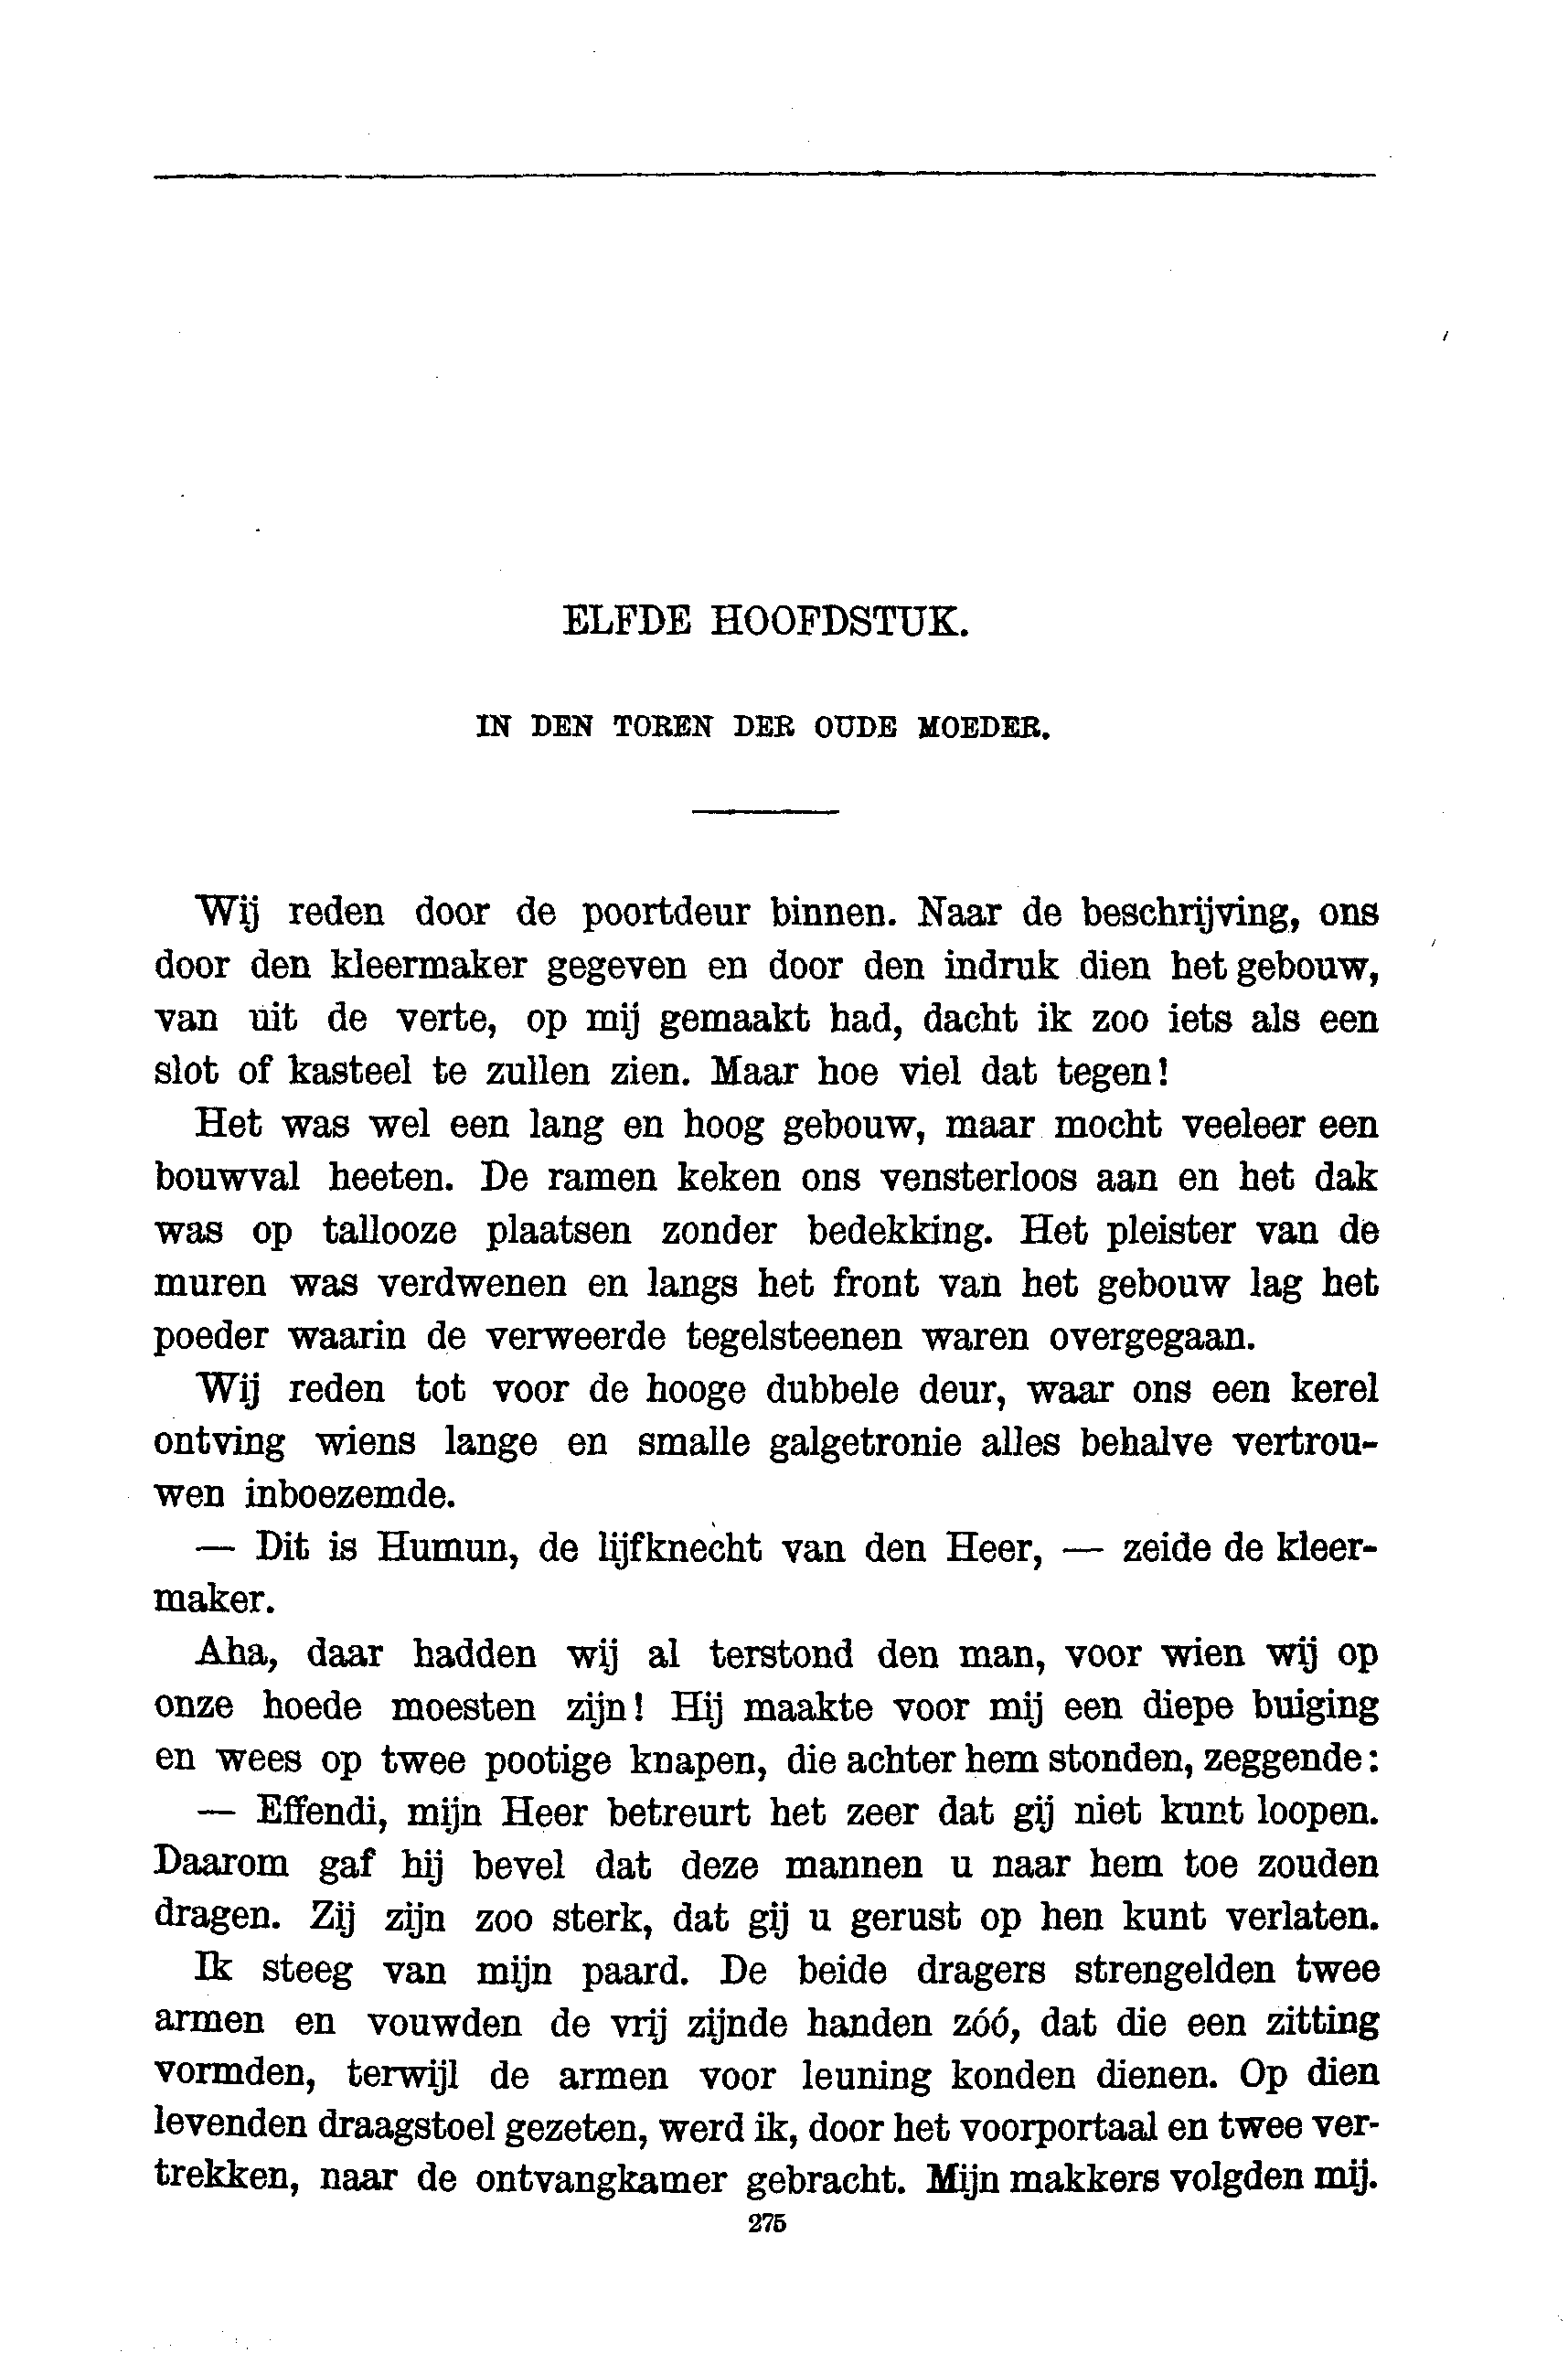 ELFDE HOOFDSTUK.
IN DEN TOREN DER OUDE MOEDER.
Wij reden door de poortdeur binnen. Naar de beschrijving, ons
door den kleermaker gegeven en door den indruk dien het gebouw,
van uit de verte, op mij gemaakt had, dacht ik zoo iets als een
slot of kasteel te zullen zien. Maar hoe viel dat tegen!
Het was wel een lang en hoog gebouw, maar mocht veeleer een
bouwval heeten. De ramen keken ons vensterloos aan en het dak
was op tallooze plaatsen zonder bedekking. Het pleister van de
muren was verdwenen en langs het front van het gebouw lag het
poeder waarin de verweerde tegelsteenen waren overgegaan.
Wij reden tot voor de hooge dubbele deur, waar ons een kerel
ontving wiens lange en smalle galgetronie alles behalve vertrou-
wen inboezemde.
— Dit is Humun, de lijfknecht van den Heer, — zeide de kleer-
maker.
Aha, daar hadden wij al terstond den man, voor wien wij op
onze hoede moesten zijn! Hij maakte voor mij een diepe buiging
en wees op twee pootige knapen, die achter hem stonden, zeggende:
— Effendi, mijn Heer betreurt het zeer dat gij niet kunt loopen.
Daarom gaf hij bevel dat deze mannen u naar hem toe zouden
dragen. Zij zijn zoo sterk, dat gij u gerust op hen kunt verlaten.
Ik steeg van mijn paard. De beide dragers strengelden twee
armen en vouwden de vrij zijnde handen zóó, dat die een zitting
vormden, terwijl de armen voor leuning konden dienen. Op dien
levenden draagstoel gezeten, werd ik, door het voorportaal en twee ver-
trekken, naar de ontvangkamer gebracht. Mijn makkers volgden mij.
275